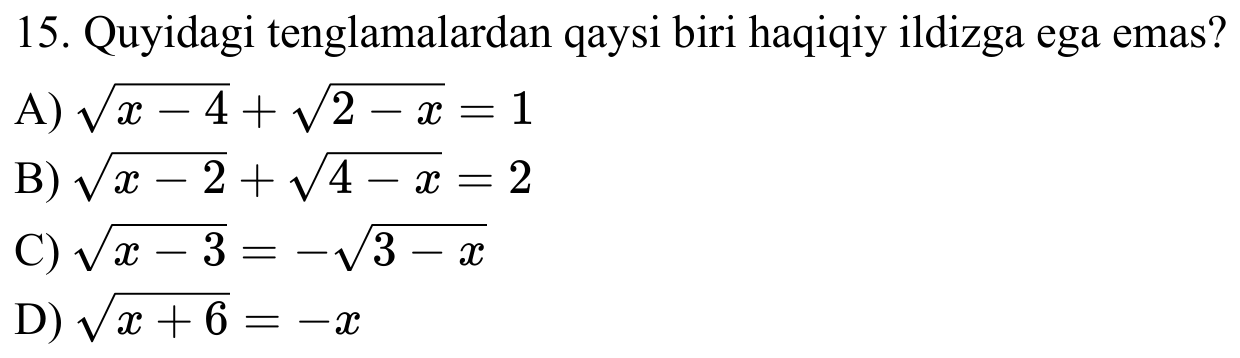 15. Quyidagi tenglamalardan qaysi biri haqiqiy ildizga ega emas?
A) √(x − 4) + √(2 − x) = 1
B) √(x − 2) + √(4 − x) = 2
C) √(x − 3) = −√(3 − x)
D) √(x + 6) = −x